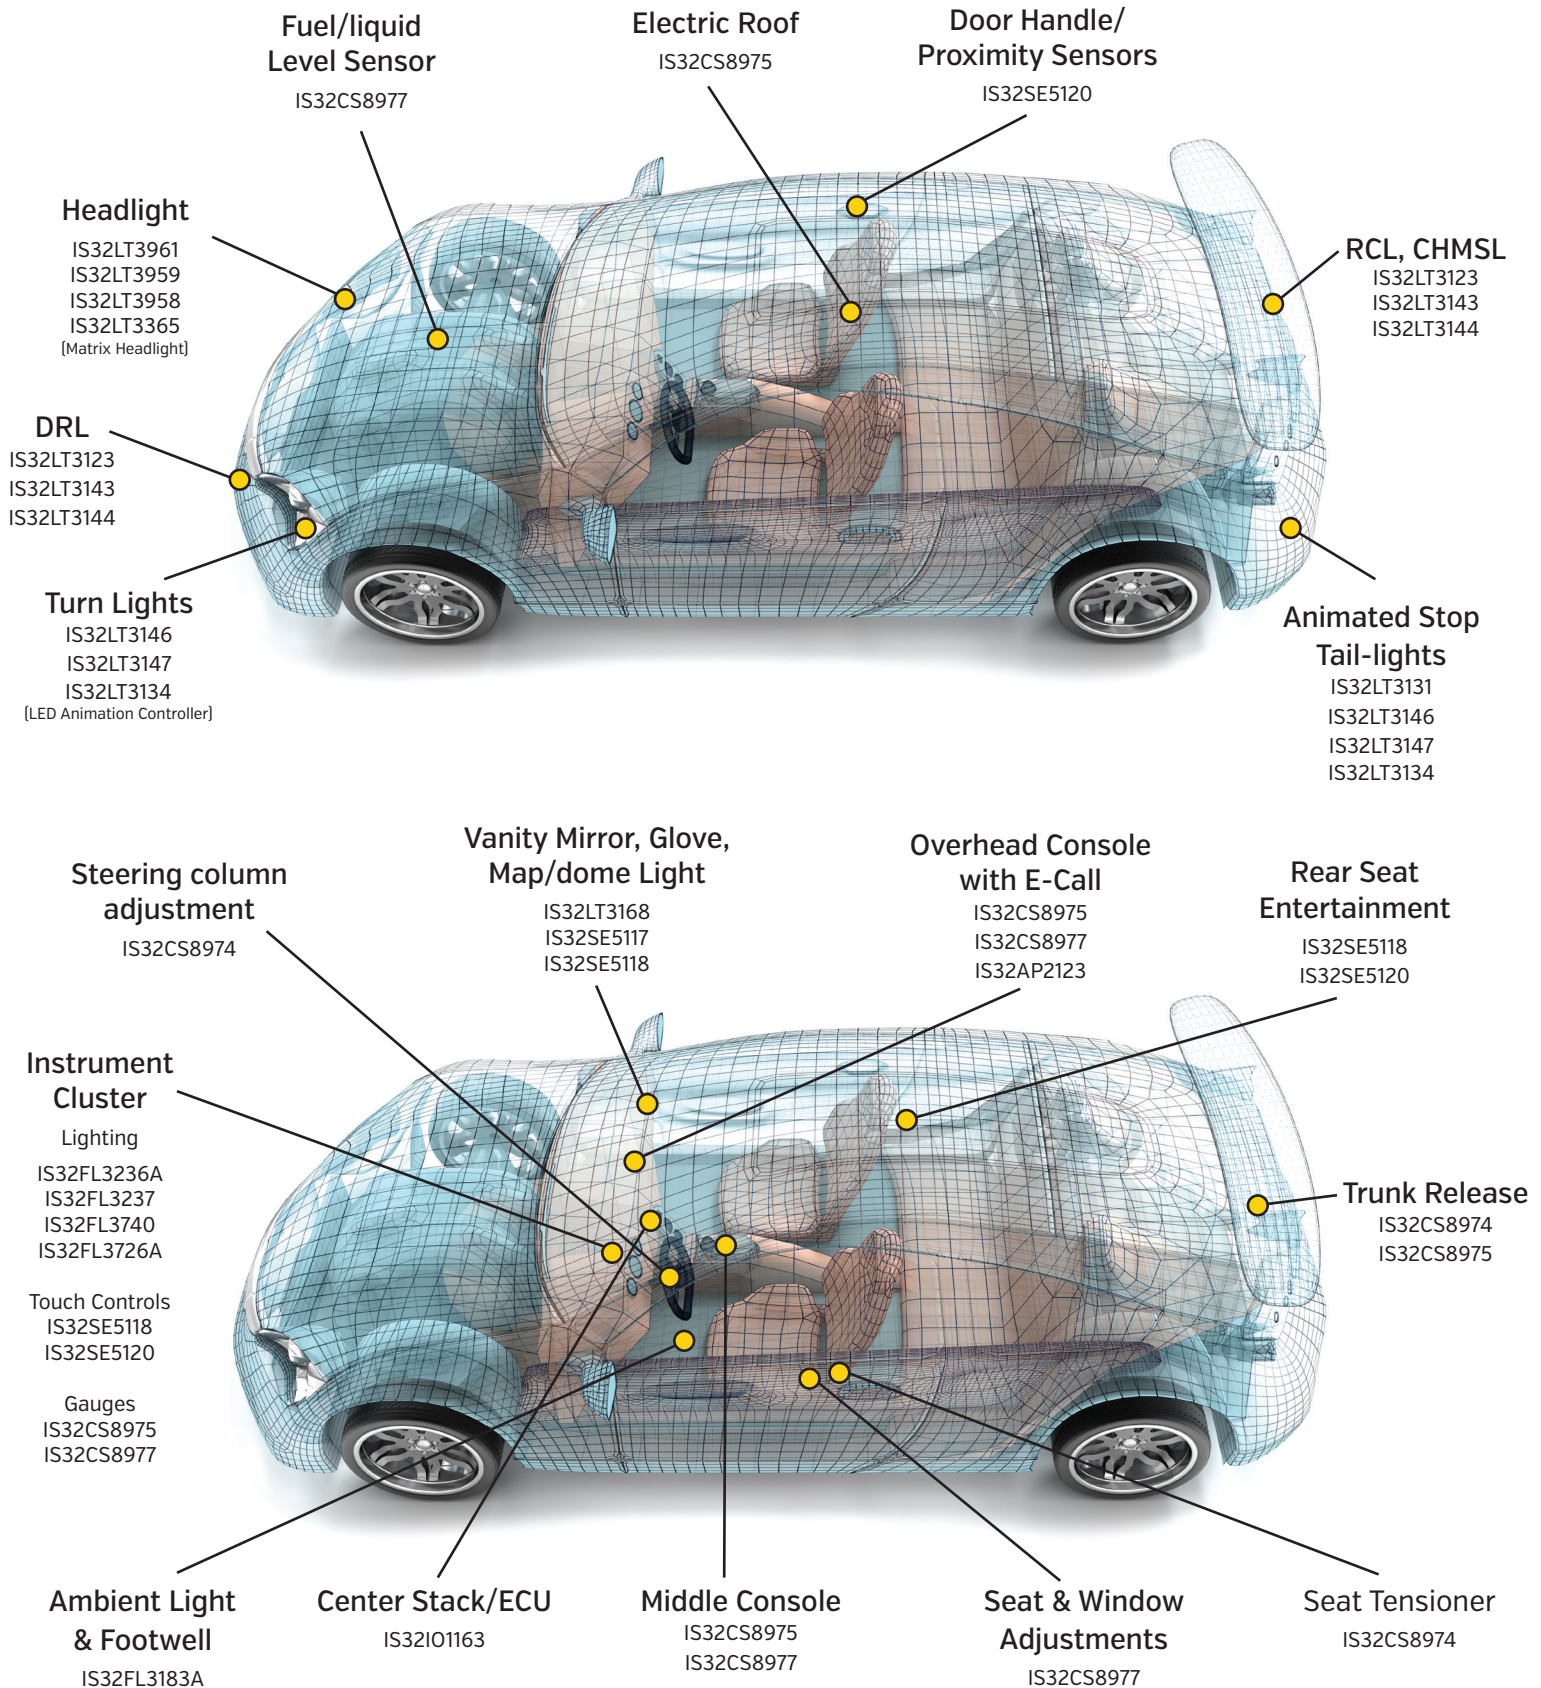 Fuel/liquid
Level Sensor
IS32CS8977
Electric Roof
IS32CS8975
Door Handle/
Proximity Sensors
IS32SE5120
Headlight
IS32LT3961
IS32LT3959
IS32LT3958
IS32LT3365
(Matrix Headlight)
RCL, CHMSL
IS32LT3123
IS32LT3143
IS32LT3144
DRL
IS32LT3123
IS32LT3143
IS32LT3144
Turn Lights
IS32LT3146
IS32LT3147
IS32LT3134
(LED Animation Controller)
Animated Stop
Tail-lights
IS32LT3131
IS32LT3146
IS32LT3147
IS32LT3134
Steering column
adjustment
IS32CS8974
Vanity Mirror, Glove,
Map/dome Light
IS32LT3168
IS32SE5117
IS32SE5118
Overhead Console
with E-Call
IS32CS8975
IS32CS8977
IS32AP2123
Rear Seat
Entertainment
IS32SE5118
IS32SE5120
Instrument
Cluster
Lighting
IS32FL3236A
IS32FL3237
IS32FL3740
IS32FL3726A
Touch Controls
IS32SE5118
IS32SE5120
Gauges
IS32CS8975
IS32CS8977
Trunk Release
IS32CS8974
IS32CS8975
Ambient Light
& Footwell
IS32FL3183A
Center Stack/ECU
IS32IO1163
Middle Console
IS32CS8975
IS32CS8977
Seat & Window
Adjustments
IS32CS8977
Seat Tensioner
IS32CS8974